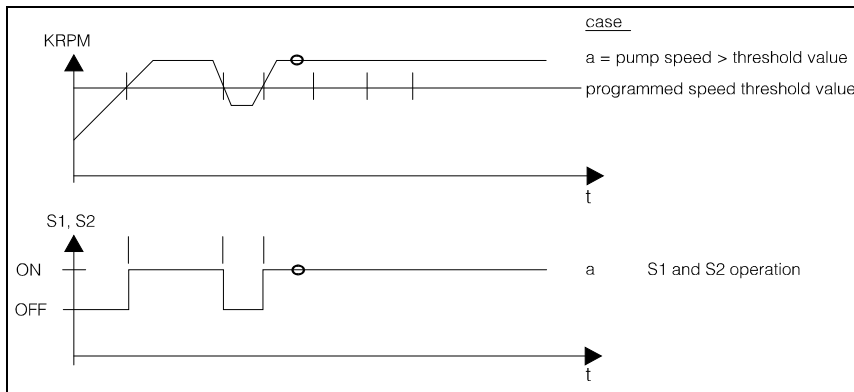 case
KRPM
a = pump speed > threshold value
programmed speed threshold value
t
S1, S2
ON
a S1 and S2 operation
OFF
t